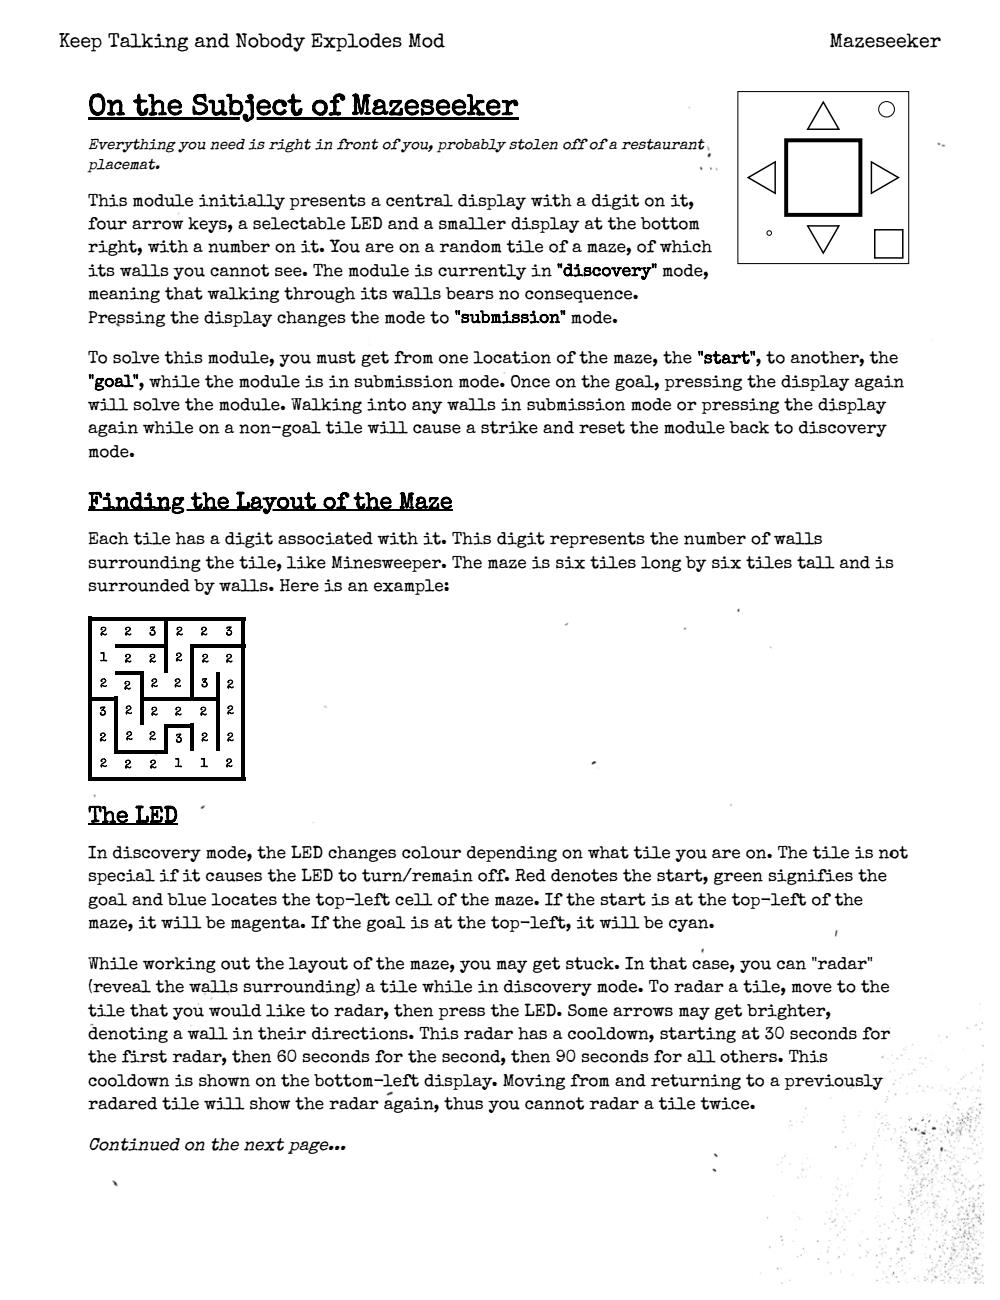 Keep Talking and Nobody Explodes Mod Mazeseeker
On the Subject of Mazeseeker
Everything you need is right in front of you, probably stolen off of a restaurant
placemat.
This module initially presents a central display with a digit on it,
four arrow keys, a selectable LED and a smaller display at the bottom
right, with a number on it. You are on a random tile of a maze, of which
its walls you cannot see. The module is currently in "discovery" mode,
meaning that walking through its walls bears no consequence.
Pressing the display changes the mode to "submission" mode.
To solve this module, you must get from one location of the maze, the "start", to another, the
"goal", while the module is in submission mode. Once on the goal, pressing the display again
will solve the module. Walking into any walls in submission mode or pressing the display
again while on a non-goal tile will cause a strike and reset the module back to discovery
mode.
Finding the Layout of the Maze
Each tile has a digit associated with it. This digit represents the number of walls
surrounding the tile, like Minesweeper. The maze is six tiles long by six tiles tall and is
surrounded by walls. Here is an example:
2 2 3 2 2 3
1 2 2 2 2 2
2 2 2 2 3 2
3 2 2 2 2 2
2 2 2 3 2 2
2 2 2 1 1 2
The LED
In discovery mode, the LED changes colour depending on what tile you are on. The tile is not
special if it causes the LED to turn/remain off. Red denotes the start, green signifies the
goal and blue locates the top-left cell of the maze. If the start is at the top-left of the
maze, it will be magenta. If the goal is at the top-left, it will be cyan.
While working out the layout of the maze, you may get stuck. In that case, you can "radar"
(reveal the walls surrounding) a tile while in discovery mode. To radar a tile, move to the
tile that you would like to radar, then press the LED. Some arrows may get brighter,
denoting a wall in their directions. This radar has a cooldown, starting at 30 seconds for
the first radar, then 60 seconds for the second, then 90 seconds for all others. This
cooldown is shown on the bottom-left display. Moving from and returning to a previously
radared tile will show the radar again, thus you cannot radar a tile twice.
Continued on the next page...